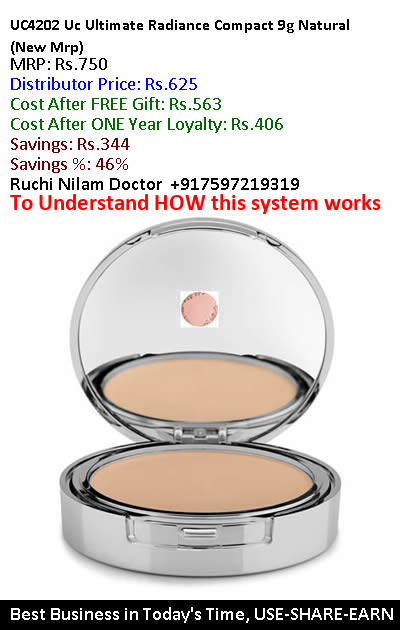 UC4202 Uc Ultimate Radiance Compact 9g Natural
(New Mrp)
MRP: Rs.750
Distributor Price: Rs.625
Cost After FREE Gift: Rs.563
Cost After ONE Year Loyalty: Rs.406
Savings: Rs.344
Savings %: 46%
Ruchi Nilam Doctor  +917597219319
To Understand HOW this system works
Best Business in Today's Time, USE-SHARE-EARN